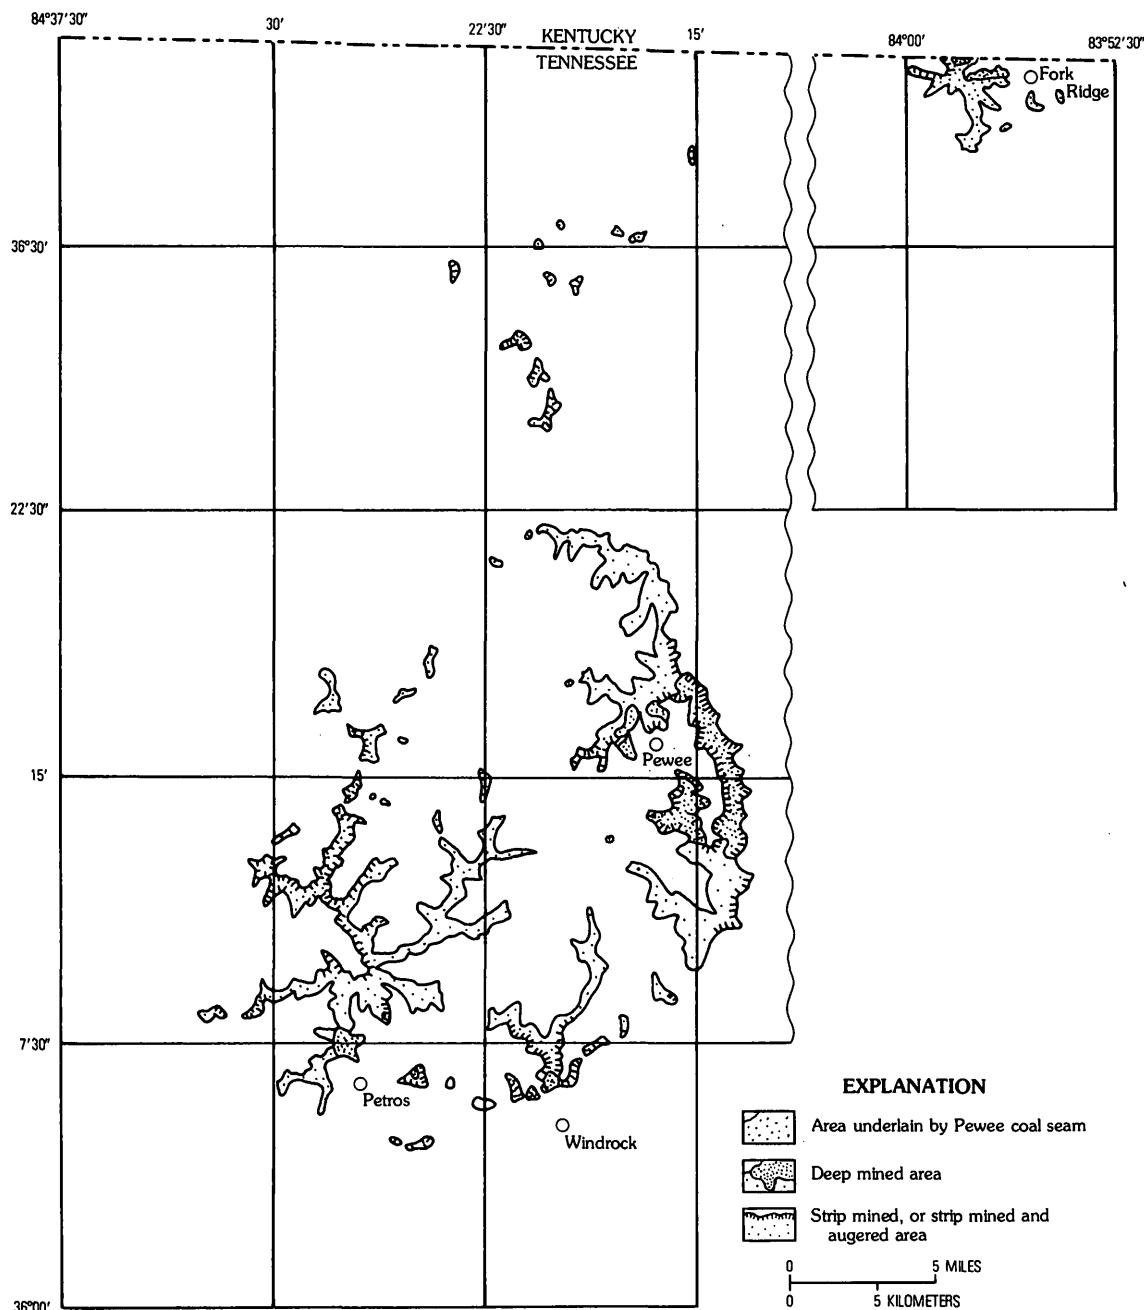 84°37'30"
30'
22'30"
15'
84°00'
83°52'30"
KENTUCKY
TENNESSEE
Fork
Ridge
36°30'
22'30"
Pewee
15'
7'30"
Petros
Windrock
EXPLANATION
Area underlain by Pewee coal seam
Deep mined area
Strip mined, or strip mined and
augered area
0 5 MILES
0 5 KILOMETERS
36°00'